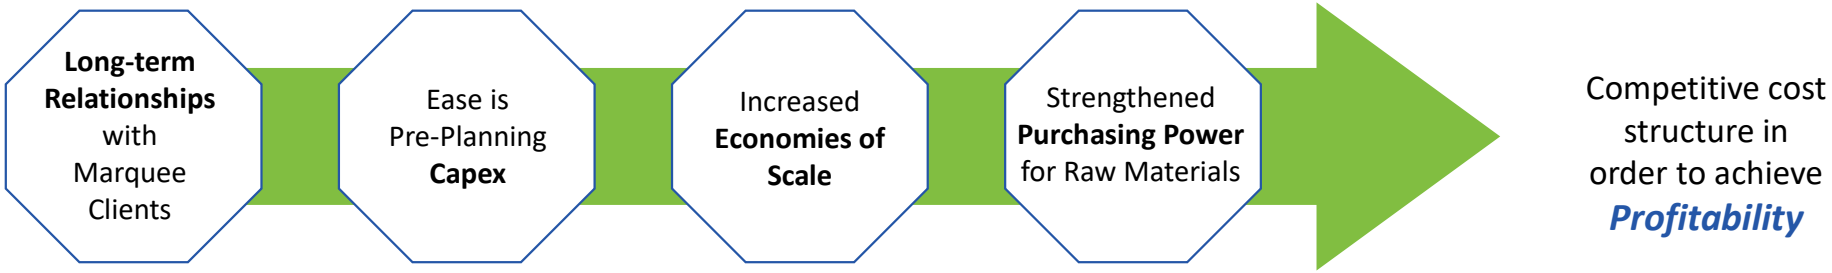 Long-term
Relationships
with
Marquee
Clients
Ease is
Pre-Planning
Capex
Increased
Economies of
Scale
Strengthened
Purchasing Power
for Raw Materials
Competitive cost
structure in
order to achieve
Profitability